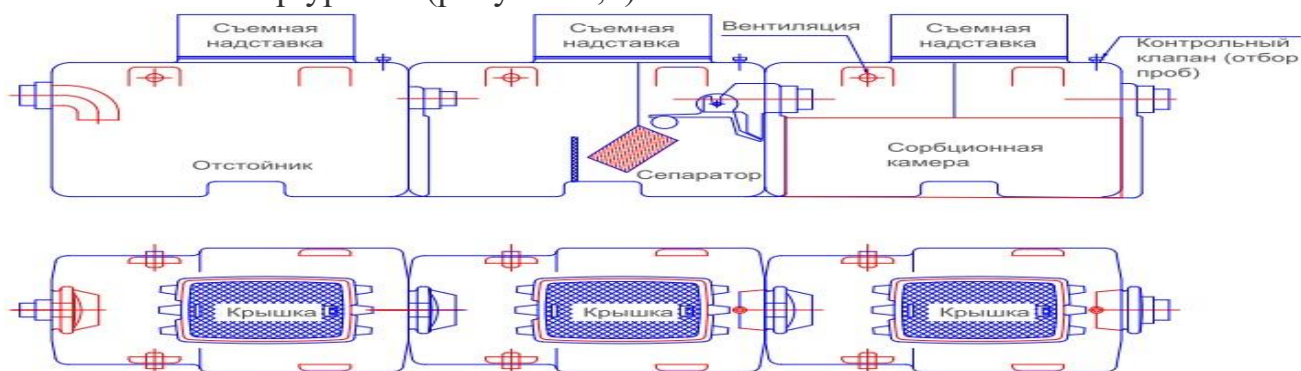 Съемная
надставка
Съемная
надставка
Вентиляция
Съемная
надставка
Контрольный
клапан (отбор
проб)
Отстойник
Сепаратор
Сорбционная
камера
Крышка
Крышка
Крышка